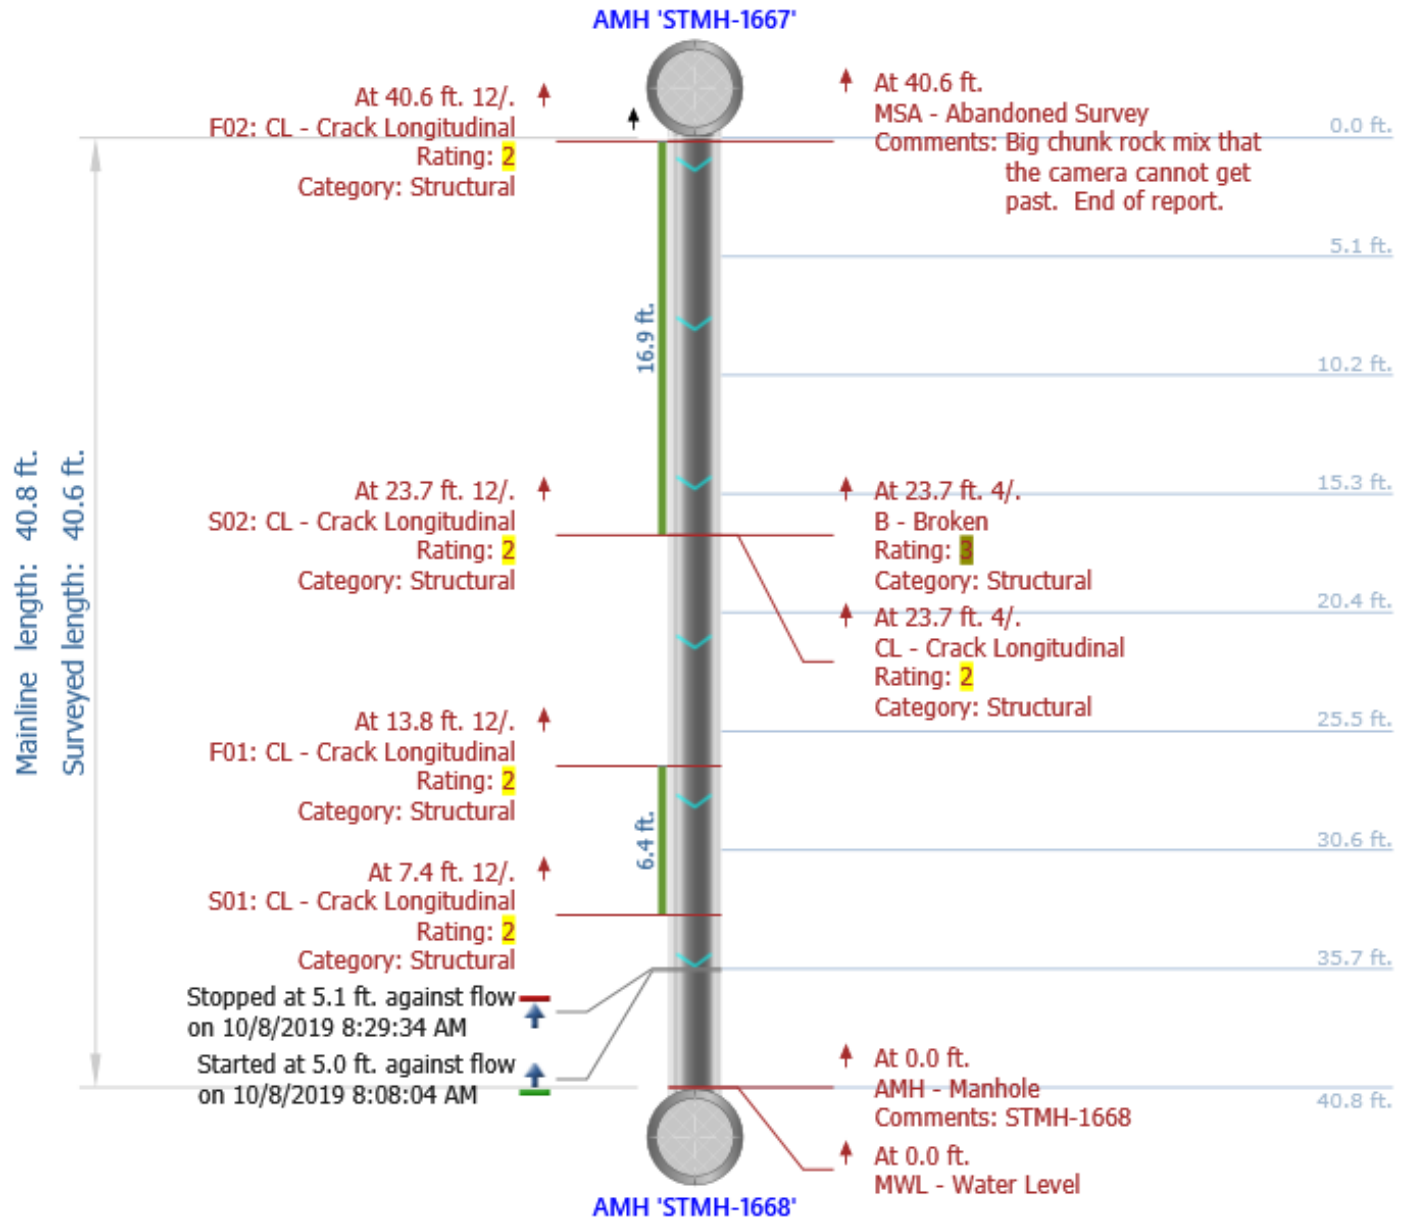 AMH 'STMH-1667'
At 40.6 ft. 12/.
F02: CL - Crack Longitudinal
Rating: 2
Category: Structural
At 40.6 ft.
MSA - Abandoned Survey
Comments: Big chunk rock mix that
the camera cannot get
past. End of report.
0.0 ft.
5.1 ft.
10.2 ft.
15.3 ft.
20.4 ft.
25.5 ft.
30.6 ft.
35.7 ft.
40.8 ft.
16.9 ft.
Mainline length: 40.8 ft.
Surveyed length: 40.6 ft.
At 23.7 ft. 12/.
S02: CL - Crack Longitudinal
Rating: 2
Category: Structural
At 23.7 ft. 4/.
B - Broken
Rating: 3
Category: Structural
At 23.7 ft. 4/.
CL - Crack Longitudinal
Rating: 2
Category: Structural
At 13.8 ft. 12/.
F01: CL - Crack Longitudinal
Rating: 2
Category: Structural
6.4 ft.
At 7.4 ft. 12/.
S01: CL - Crack Longitudinal
Rating: 2
Category: Structural
Stopped at 5.1 ft. against flow
on 10/8/2019 8:29:34 AM
Started at 5.0 ft. against flow
on 10/8/2019 8:08:04 AM
At 0.0 ft.
AMH - Manhole
Comments: STMH-1668
At 0.0 ft.
MWL - Water Level
AMH 'STMH-1668'